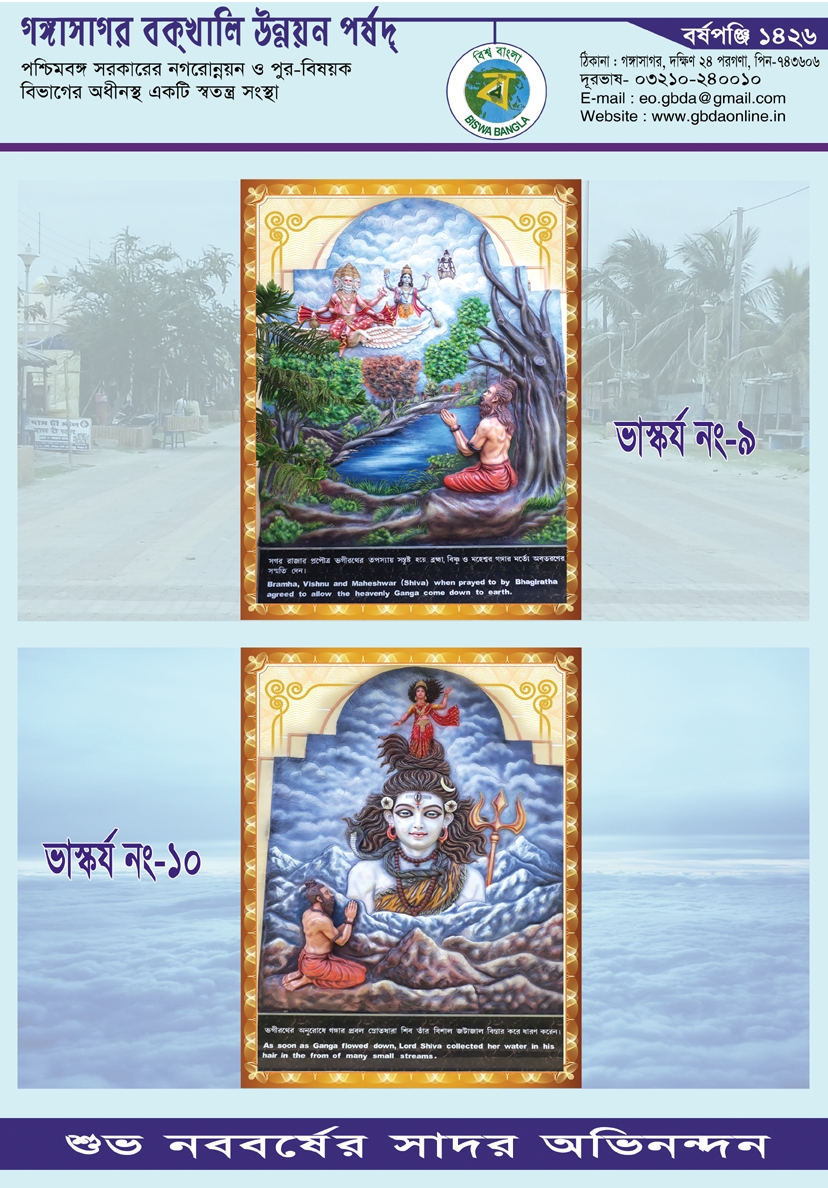 গঙ্গাসাগর বক্‌খালি উন্নয়ন পর্ষদ্
পশ্চিমবঙ্গ সরকারের নগরোন্নয়ন ও পুর-বিষয়ক
বিভাগের অধীনস্থ একটি স্বতন্ত্র সংস্থা
বিশ্ব বাংলা
ব
BISWA BANGLA
বর্ষপঞ্জি ১৪২৬
ঠিকানা : গঙ্গাসাগর, দক্ষিণ ২৪ পরগণা, পিন-৭৪৩৬০৬
দূরভাষ- ০৩২১০-২৪০০১০
E-mail : eo.gbda@gmail.com
Website : www.gbdaonline.in
ভাস্কর্য নং-৯
সগর রাজার প্রপৌত্র ভগীরথের তপস্যায় সন্তুষ্ট হয়ে ব্রহ্মা, বিষ্ণু ও মহেশ্বর গঙ্গার মর্ত্যে অবতরণের
সম্মতি দেন।
Bramha, Vishnu and Maheshwar (Shiva) when prayed to by Bhagiratha
agreed to allow the heavenly Ganga come down to earth.
ভাস্কর্য নং-১০
ভগীরথের অনুরোধে গঙ্গার প্রবল স্রোতধারা শিব তাঁর বিশাল জটাজাল বিস্তার করে ধারণ করেন।
As soon as Ganga flowed down, Lord Shiva collected her water in his
hair in the from of many small streams.
শুভ নববর্ষের সাদর অভিনন্দন